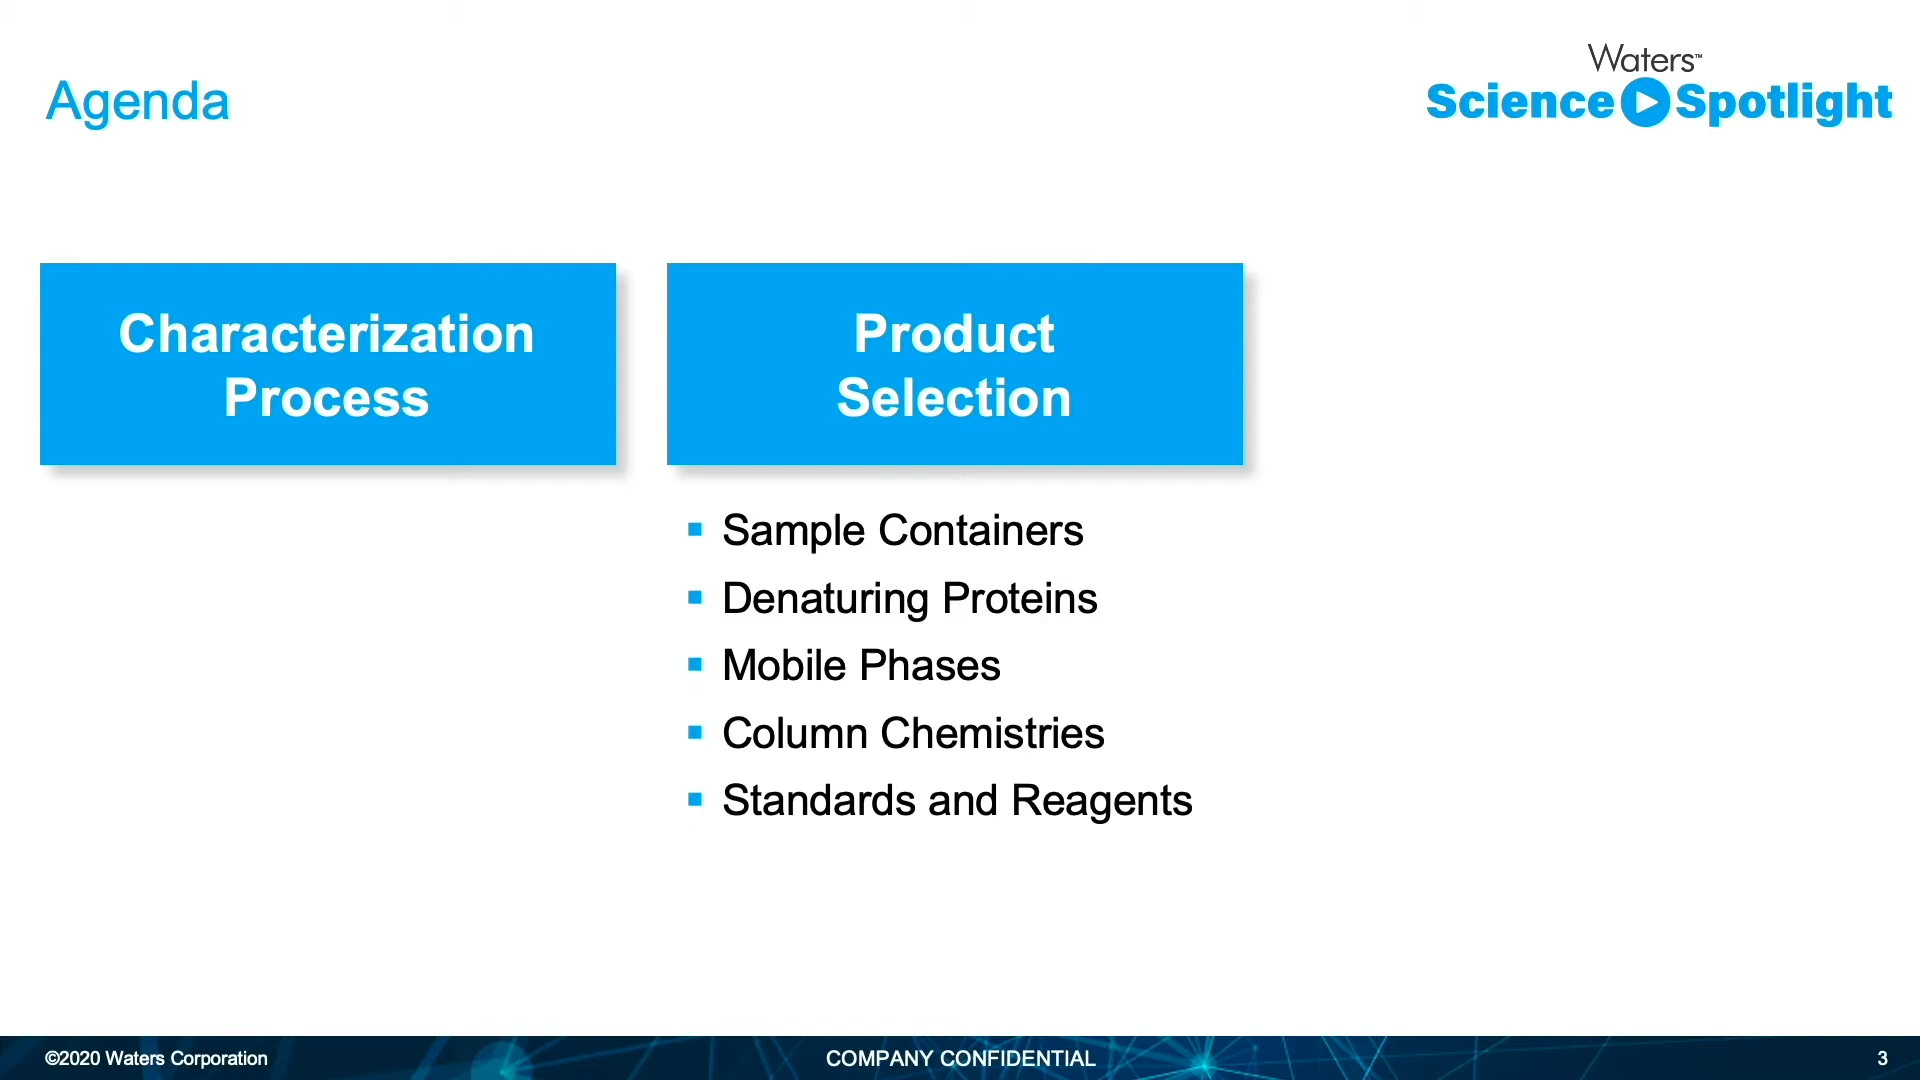 Agenda
Waters™
Science Spotlight
Characterization
Process
Product
Selection
▪ Sample Containers
▪ Denaturing Proteins
▪ Mobile Phases
▪ Column Chemistries
▪ Standards and Reagents
©2020 Waters Corporation
COMPANY CONFIDENTIAL
3